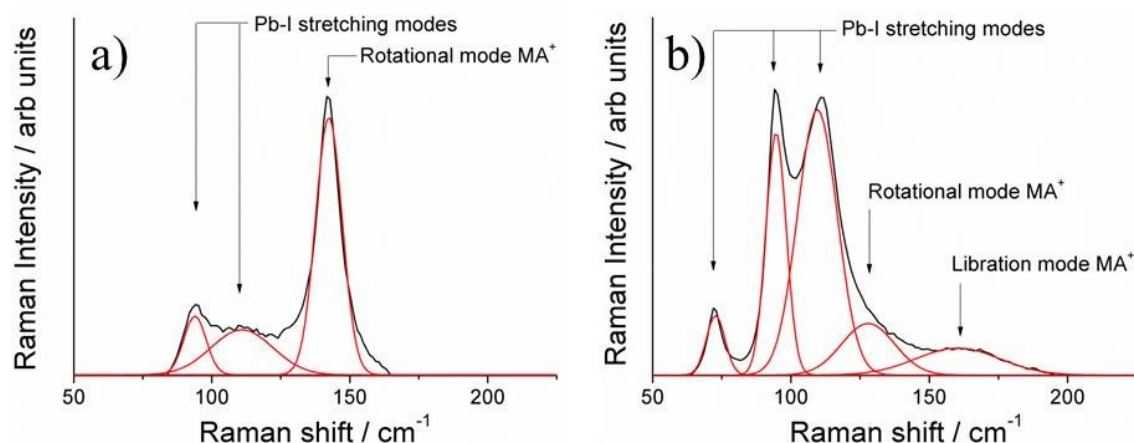 a)
Pb-I stretching modes
Rotational mode MA⁺
Raman Intensity / arb units
50 100 150 200
Raman shift / cm⁻¹
b)
Pb-I stretching modes
Rotational mode MA⁺
Libration mode MA⁺
Raman Intensity / arb units
50 100 150 200
Raman shift / cm⁻¹